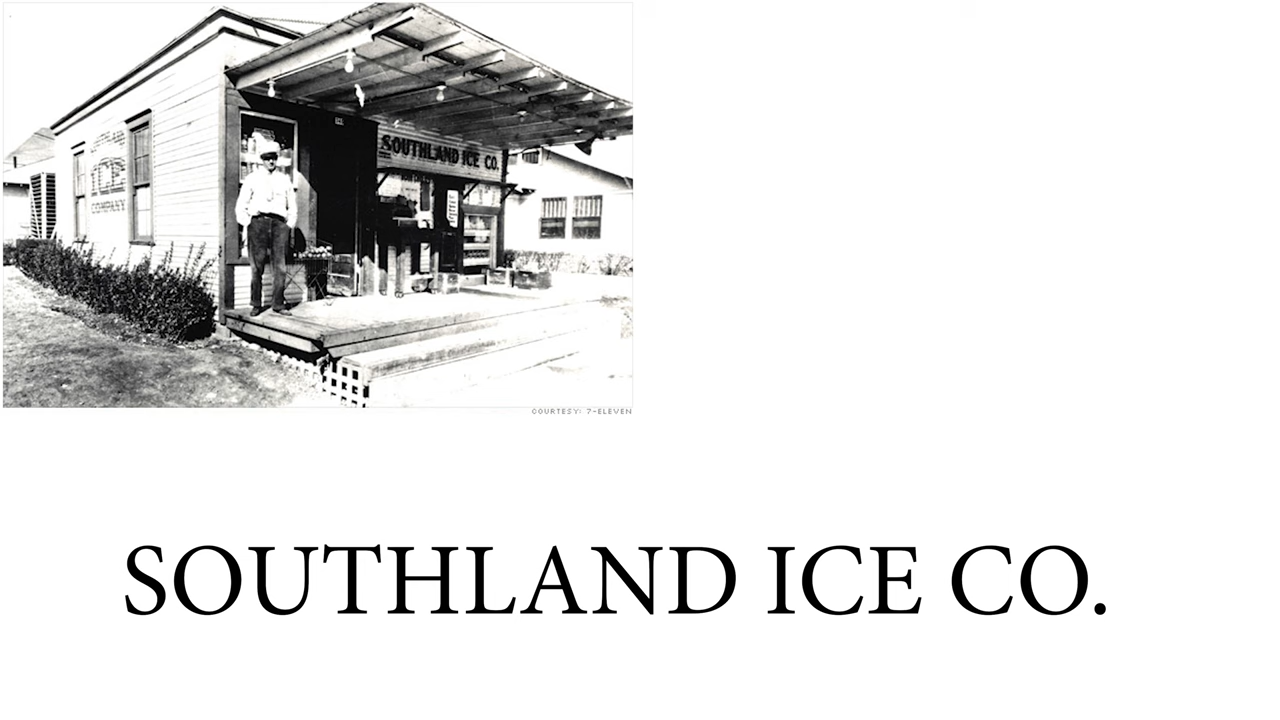 SOUTHLAND ICE CO.
ICE
COMPANY
COURTESY: 7-ELEVEN
SOUTHLAND ICE CO.